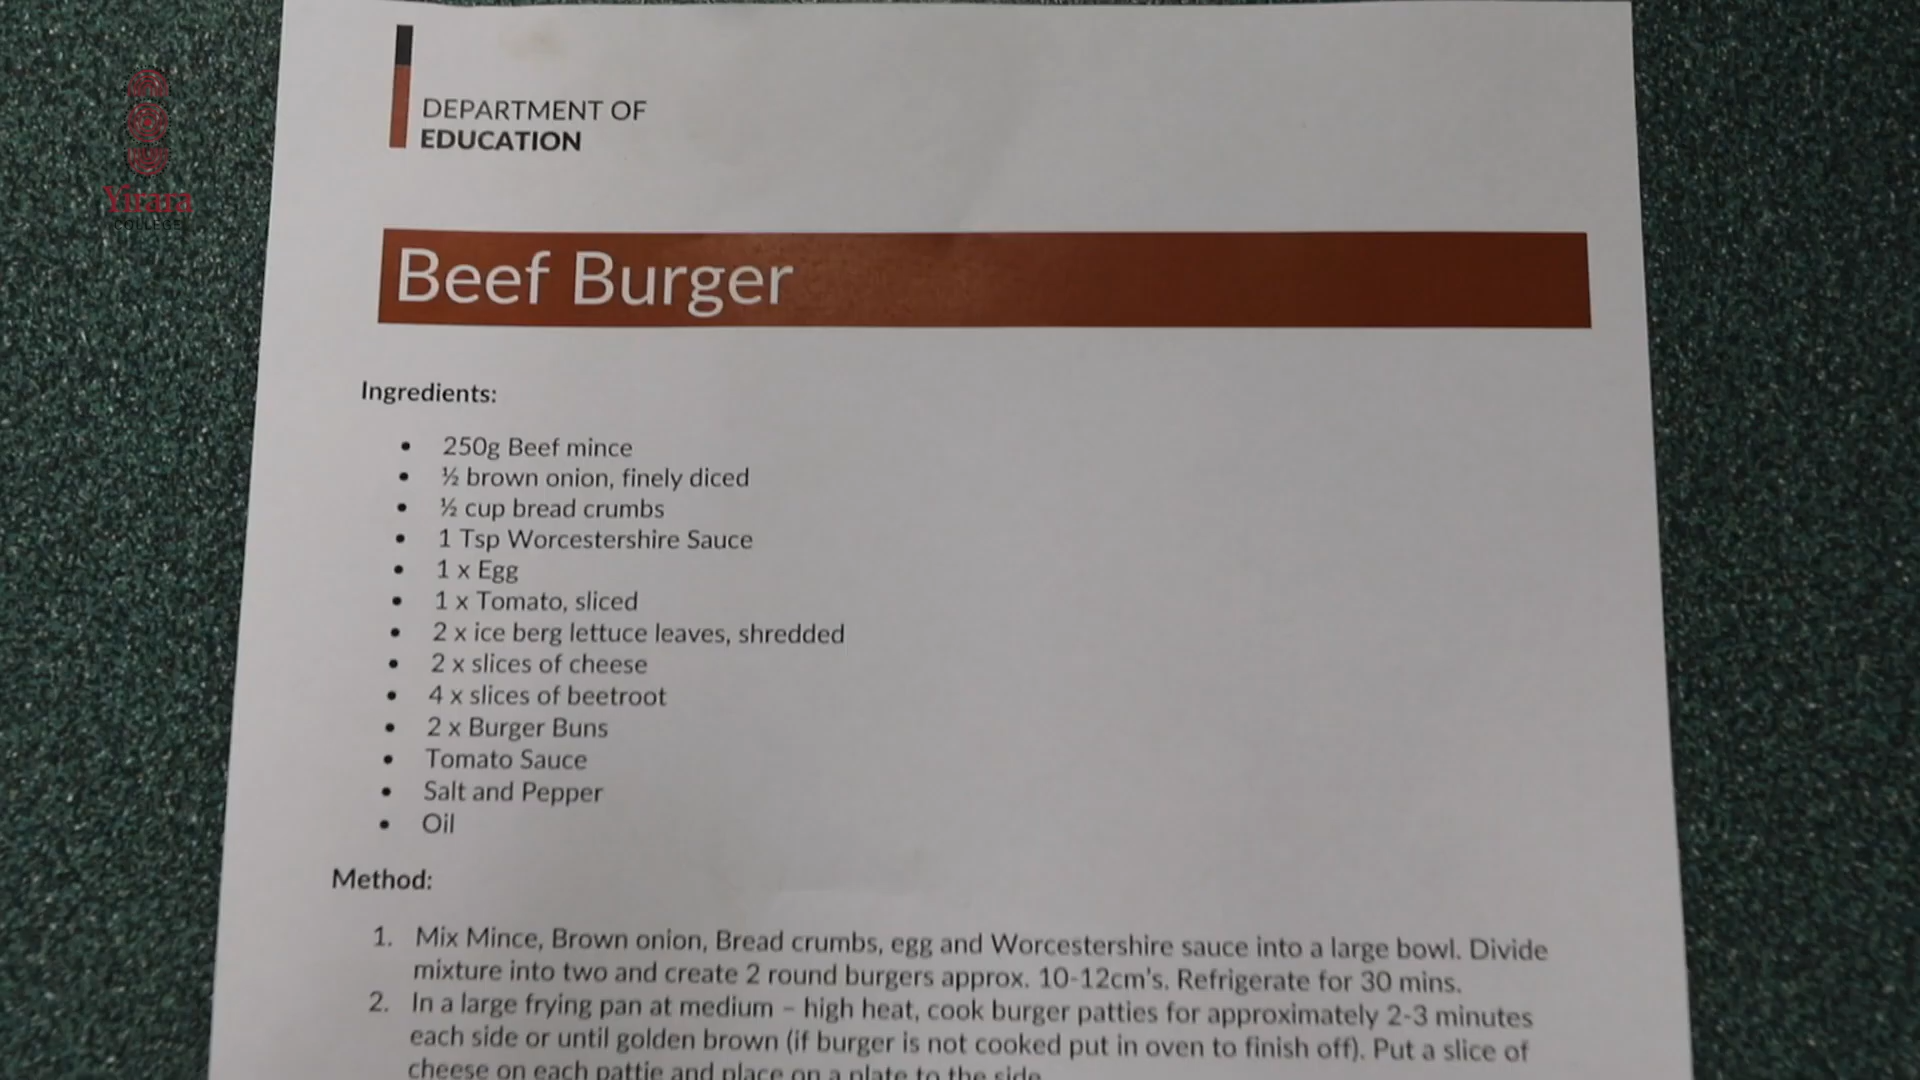 DEPARTMENT OF
EDUCATION
Yirara
COLLEGE
Beef Burger
Ingredients:
• 250g Beef mince
• ½ brown onion, finely diced
• ½ cup bread crumbs
• 1 Tsp Worcestershire Sauce
• 1 x Egg
• 1 x Tomato, sliced
• 2 x ice berg lettuce leaves, shredded
• 2 x slices of cheese
• 4 x slices of beetroot
• 2 x Burger Buns
• Tomato Sauce
• Salt and Pepper
• Oil
Method:
1. Mix Mince, Brown onion, Bread crumbs, egg and Worcestershire sauce into a large bowl. Divide
mixture into two and create 2 round burgers approx. 10-12cm's. Refrigerate for 30 mins.
2. In a large frying pan at medium – high heat, cook burger patties for approximately 2-3 minutes
each side or until golden brown (if burger is not cooked put in oven to finish off). Put a slice of
cheese on each pattie and place on a plate to the side.